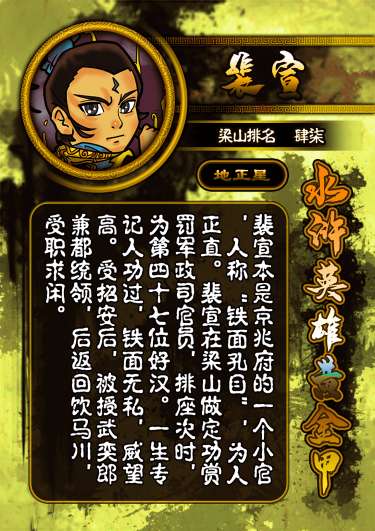 裴宣
梁山排名 肆柒
地正星
水浒英雄黄金甲
裴宣本是京兆府的一个小官
，人称“铁面孔目”，为人
正直。裴宣在梁山做定功赏
罚军政司官员，排座次时，
为第四十七位好汉。一生专
记人功过，铁面无私，威望
高。受招安后，被授武奕郎
兼都统领，后返回饮马川，
受职求闲。